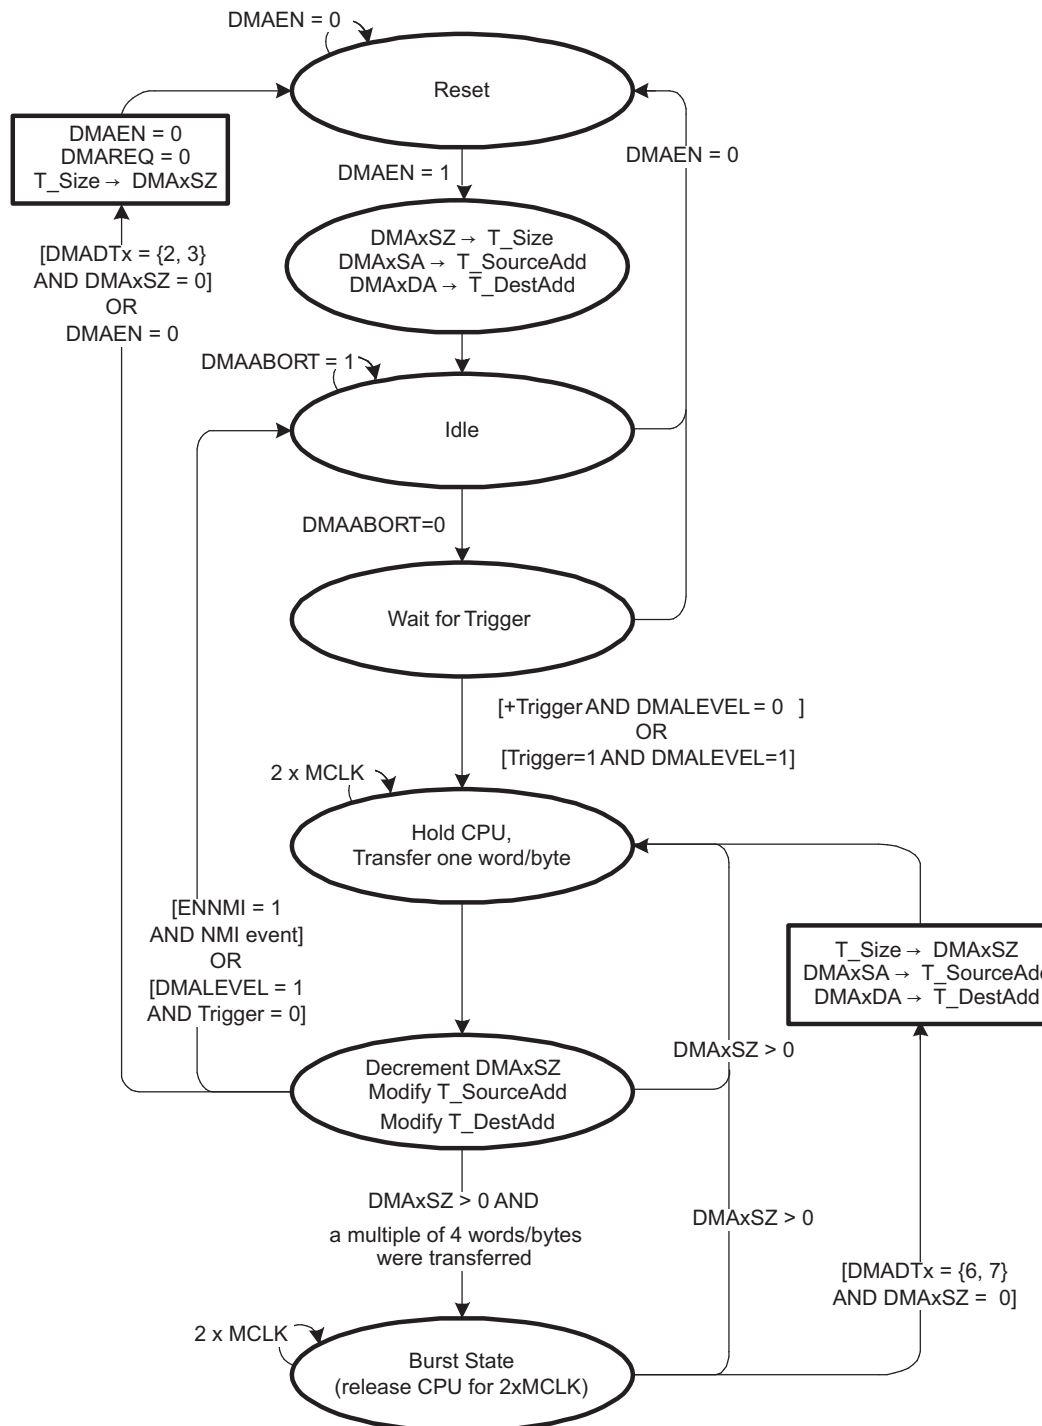 DMAEN = 0
Reset
DMAEN = 0
DMAREQ = 0
T_Size → DMAxSZ
DMAEN = 0
DMAEN = 1
DMAxSZ → T_Size
DMAxSA → T_SourceAdd
DMAxDA → T_DestAdd
[DMADTx = {2, 3}
AND DMAxSZ = 0]
OR
DMAEN = 0
DMAABORT = 1
Idle
DMAABORT=0
Wait for Trigger
[+Trigger AND DMALEVEL = 0 ]
OR
[Trigger=1 AND DMALEVEL=1]
2 x MCLK
Hold CPU,
Transfer one word/byte
[ENNMI = 1
AND NMI event]
OR
[DMALEVEL = 1
AND Trigger = 0]
T_Size → DMAxSZ
DMAxSA → T_SourceAdd
DMAxDA → T_DestAdd
DMAxSZ > 0
Decrement DMAxSZ
Modify T_SourceAdd
Modify T_DestAdd
DMAxSZ > 0 AND
a multiple of 4 words/bytes
were transferred
DMAxSZ > 0
[DMADTx = {6, 7}
AND DMAxSZ = 0]
2 x MCLK
Burst State
(release CPU for 2xMCLK)